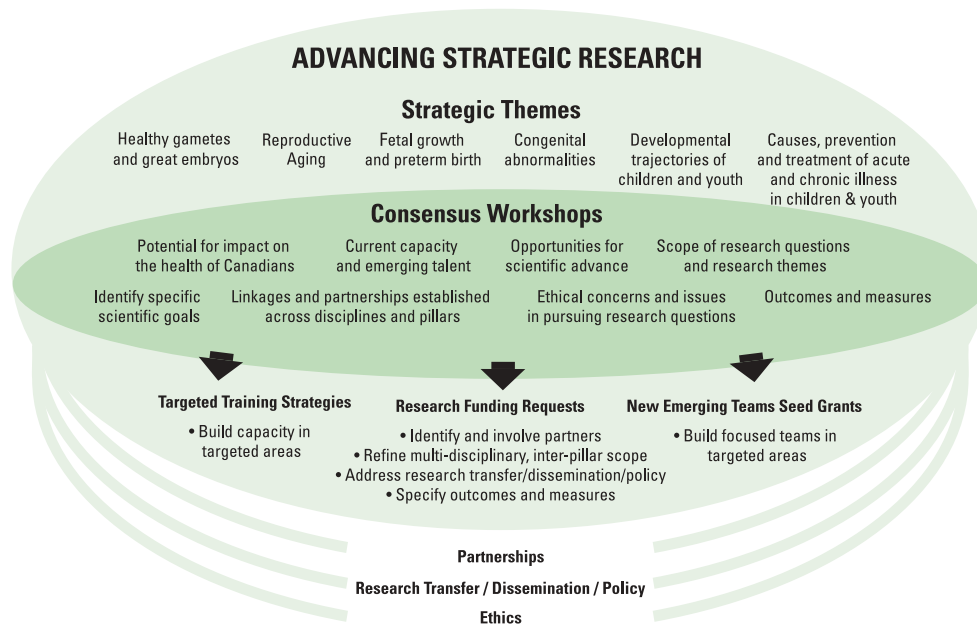 ADVANCING STRATEGIC RESEARCH
Strategic Themes
Healthy gametes
and great embryos
Reproductive
Aging
Fetal growth
and preterm birth
Congenital
abnormalities
Developmental
trajectories of
children and youth
Causes, prevention
and treatment of acute
and chronic illness
in children & youth
Consensus Workshops
Potential for impact on
the health of Canadians
Current capacity
and emerging talent
Opportunities for
scientific advance
Scope of research questions
and research themes
Identify specific
scientific goals
Linkages and partnerships established
across disciplines and pillars
Ethical concerns and issues
in pursuing research questions
Outcomes and measures
Targeted Training Strategies
• Build capacity in
targeted areas
Research Funding Requests
• Identify and involve partners
• Refine multi-disciplinary, inter-pillar scope
• Address research transfer/dissemination/policy
• Specify outcomes and measures
New Emerging Teams Seed Grants
• Build focused teams in
targeted areas
Partnerships
Research Transfer / Dissemination / Policy
Ethics